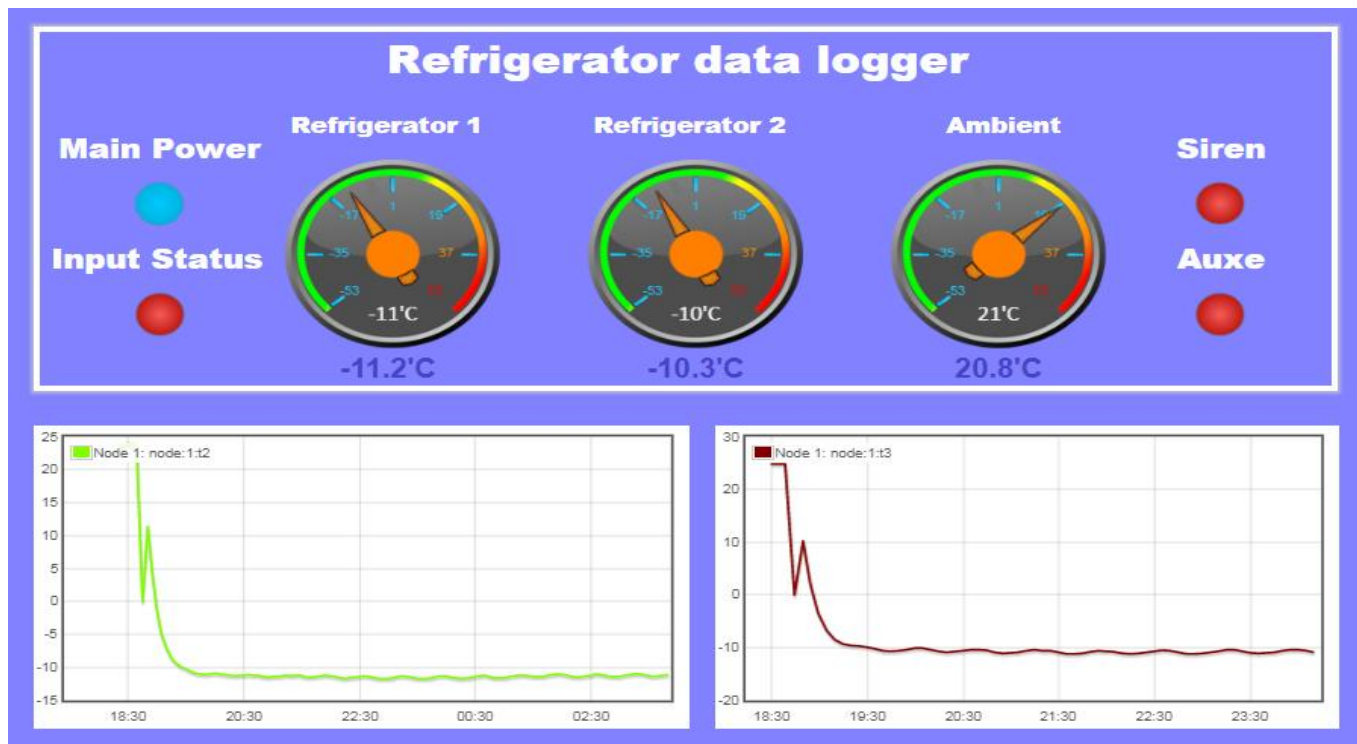 Refrigerator data logger
Main Power
Input Status
Refrigerator 1
-53
-35
-17
1
19
37
-11'C
-11.2'C
Refrigerator 2
-53
-35
-17
1
19
37
-10'C
-10.3'C
Ambient
-53
-35
-17
1
37
21'C
20.8'C
Siren
Auxe
Node 1: node:1:t2
25
20
15
10
5
0
-5
-10
-15
18:30 20:30 22:30 00:30 02:30
Node 1: node:1:t3
30
20
10
0
-10
-20
18:30 19:30 20:30 21:30 22:30 23:30